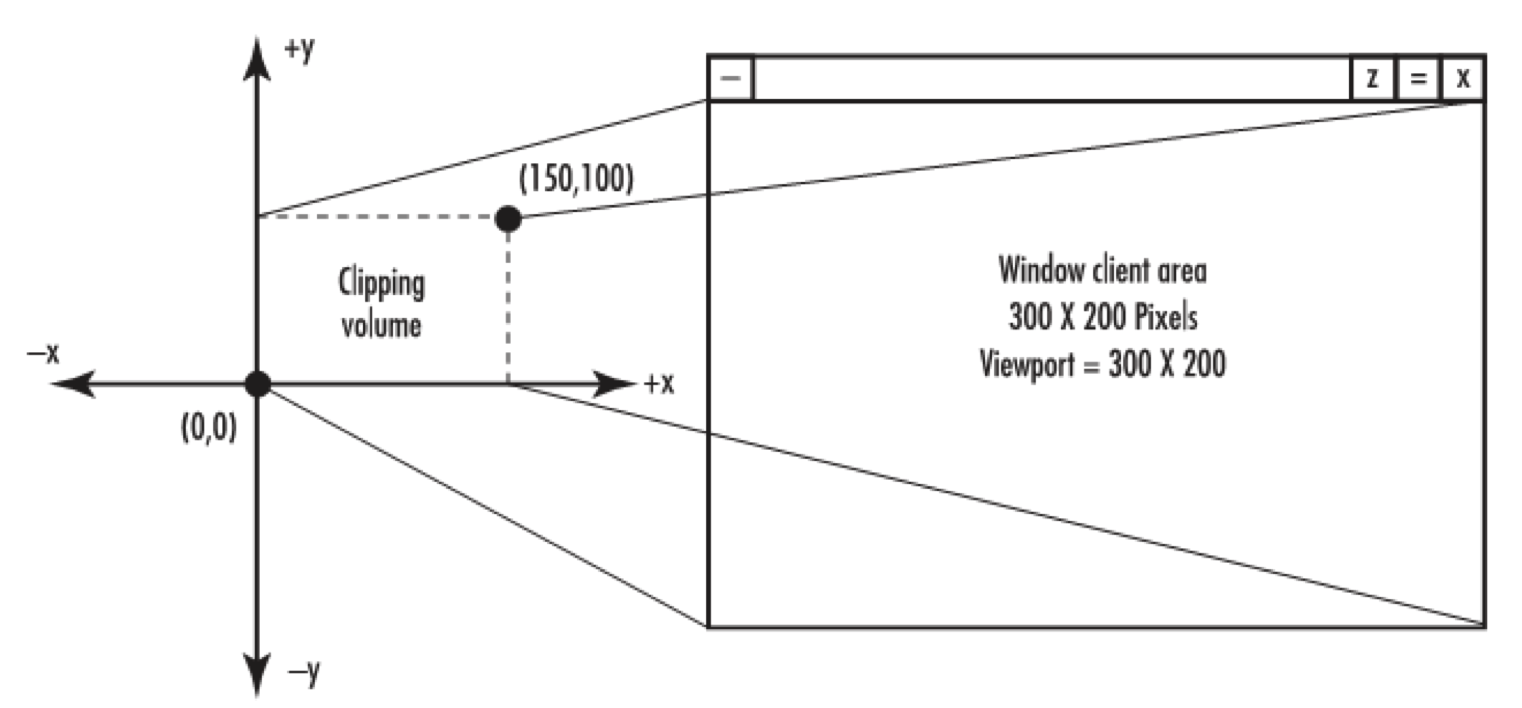 +y
– z = x
(150,100)
Clipping
volume
Window client area
300 X 200 Pixels
Viewport = 300 X 200
–x
+x
(0,0)
–y